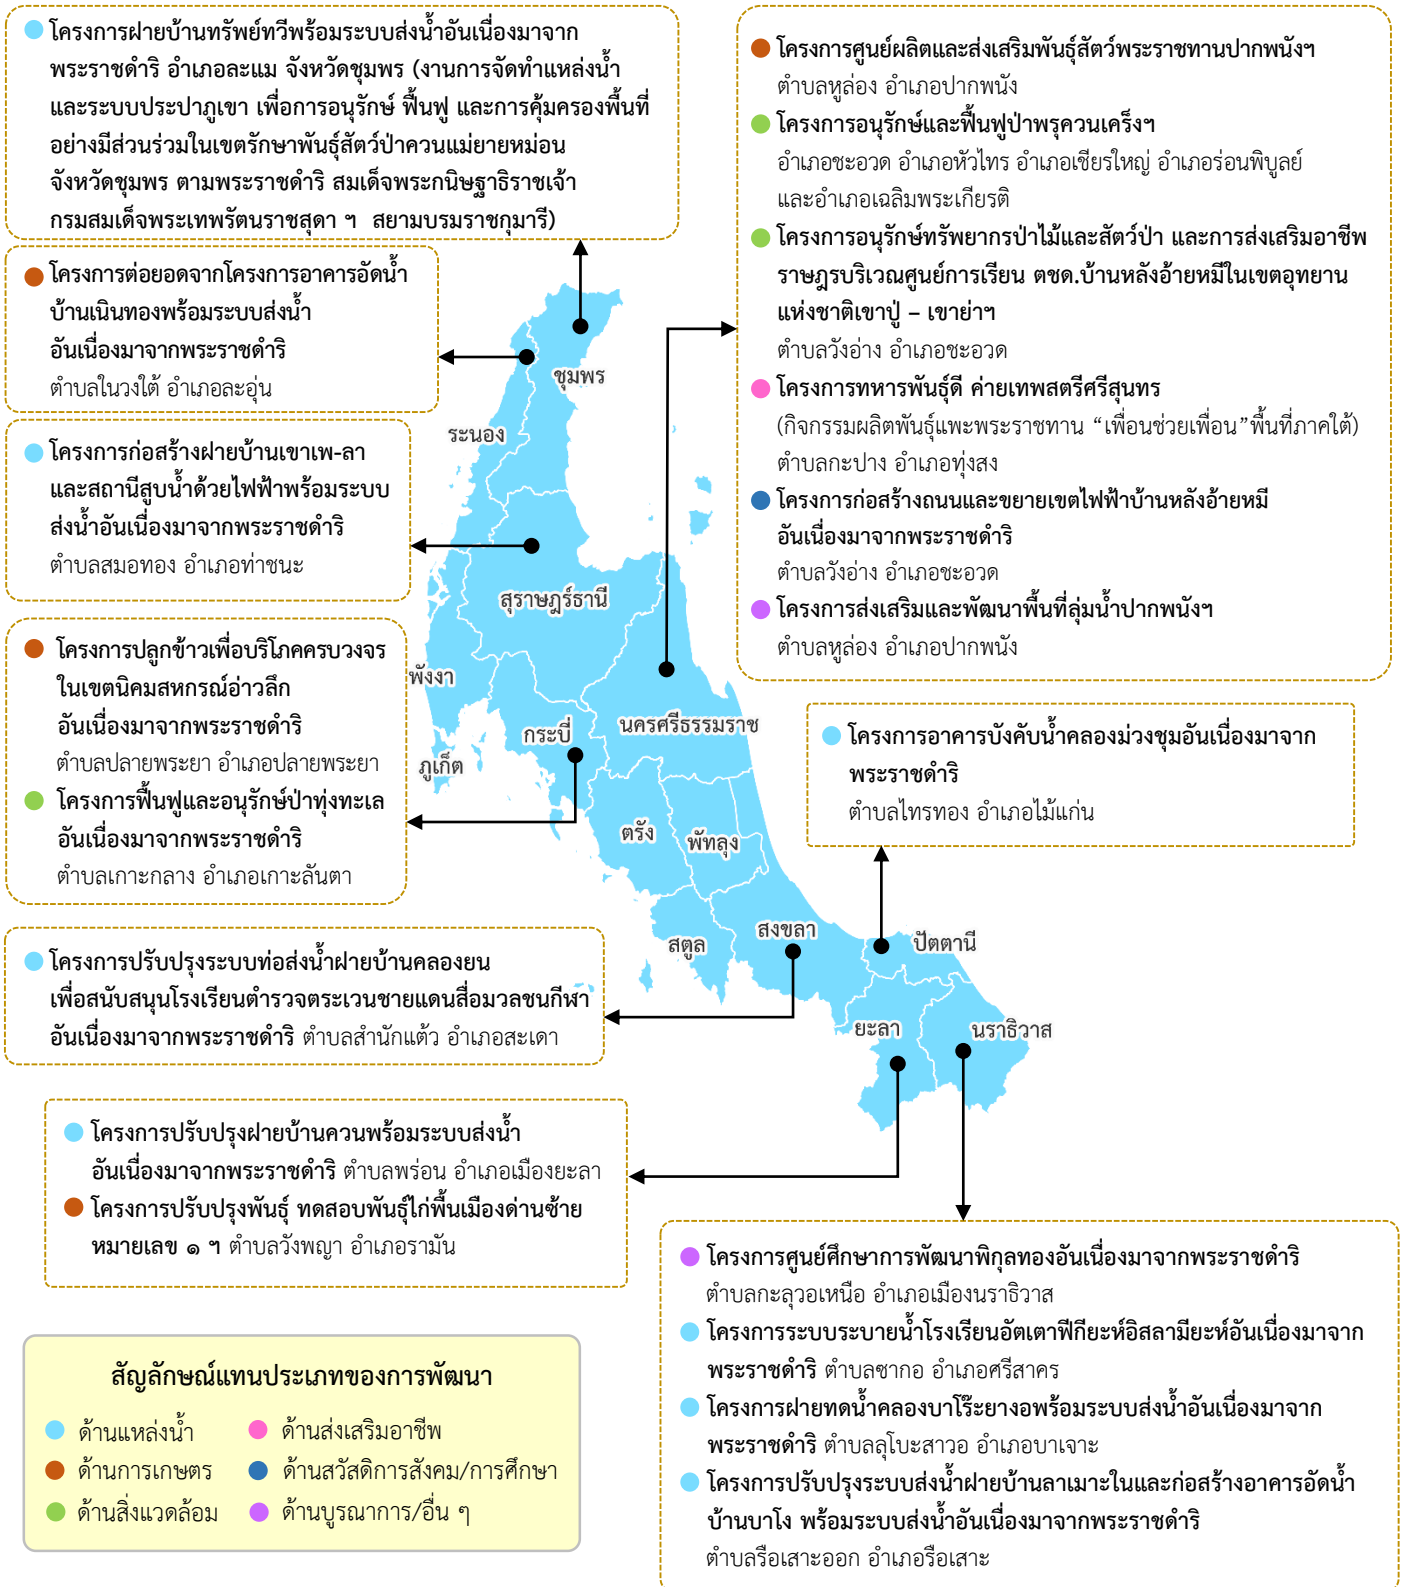 โครงการฝายบ้านทรัพย์ทวีพร้อมระบบส่งน้ำอันเนื่องมาจาก
พระราชดำริ อำเภอละแม จังหวัดชุมพร (งานการจัดทำแหล่งน้ำ
และระบบประปาภูเขา เพื่อการอนุรักษ์ ฟื้นฟู และการคุ้มครองพื้นที่
อย่างมีส่วนร่วมในเขตรักษาพันธุ์สัตว์ป่าควนแม่ยายหม่อน
จังหวัดชุมพร ตามพระราชดำริ สมเด็จพระกนิษฐาธิราชเจ้า
กรมสมเด็จพระเทพรัตนราชสุดา ฯ สยามบรมราชกุมารี)
โครงการต่อยอดจากโครงการอาคารอัดน้ำ
บ้านเนินทองพร้อมระบบส่งน้ำ
อันเนื่องมาจากพระราชดำริ
ตำบลในวงใต้ อำเภอละอุ่น
โครงการก่อสร้างฝายบ้านเขาเพ-ลา
และสถานีสูบน้ำด้วยไฟฟ้าพร้อมระบบ
ส่งน้ำอันเนื่องมาจากพระราชดำริ
ตำบลสมอทอง อำเภอท่าชนะ
โครงการปลูกข้าวเพื่อบริโภคครบวงจร
ในเขตนิคมสหกรณ์อ่าวลึก
อันเนื่องมาจากพระราชดำริ
ตำบลปลายพระยา อำเภอปลายพระยา
โครงการฟื้นฟูและอนุรักษ์ป่าทุ่งทะเล
อันเนื่องมาจากพระราชดำริ
ตำบลเกาะกลาง อำเภอเกาะลันตา
โครงการปรับปรุงระบบท่อส่งน้ำฝายบ้านคลองยน
เพื่อสนับสนุนโรงเรียนตำรวจตระเวนชายแดนสื่อมวลชนกีฬา
อันเนื่องมาจากพระราชดำริ ตำบลสำนักแต้ว อำเภอสะเดา
โครงการปรับปรุงฝายบ้านควนพร้อมระบบส่งน้ำ
อันเนื่องมาจากพระราชดำริ ตำบลพร่อน อำเภอเมืองยะลา
โครงการปรับปรุงพันธุ์ ทดสอบพันธุ์ไก่พื้นเมืองด่านซ้าย
หมายเลข ๑ ฯ ตำบลวังพญา อำเภอรามัน
โครงการศูนย์ผลิตและส่งเสริมพันธุ์สัตว์พระราชทานปากพนังฯ
ตำบลหูล่อง อำเภอปากพนัง
โครงการอนุรักษ์และฟื้นฟูป่าพรุควนเคร็งฯ
อำเภอชะอวด อำเภอหัวไทร อำเภอเชียรใหญ่ อำเภอร่อนพิบูลย์
และอำเภอเฉลิมพระเกียรติ
โครงการอนุรักษ์ทรัพยากรป่าไม้และสัตว์ป่า และการส่งเสริมอาชีพ
ราษฎรบริเวณศูนย์การเรียน ตชด.บ้านหลังอ้ายหมีในเขตอุทยาน
แห่งชาติเขาปู่ – เขาย่าฯ
ตำบลวังอ่าง อำเภอชะอวด
โครงการทหารพันธุ์ดี ค่ายเทพสตรีศรีสุนทร
(กิจกรรมผลิตพันธุ์แพะพระราชทาน “เพื่อนช่วยเพื่อน”พื้นที่ภาคใต้)
ตำบลกะปาง อำเภอทุ่งสง
โครงการก่อสร้างถนนและขยายเขตไฟฟ้าบ้านหลังอ้ายหมี
อันเนื่องมาจากพระราชดำริ
ตำบลวังอ่าง อำเภอชะอวด
โครงการส่งเสริมและพัฒนาพื้นที่ลุ่มน้ำปากพนังฯ
ตำบลหูล่อง อำเภอปากพนัง
โครงการอาคารบังคับน้ำคลองม่วงชุมอันเนื่องมาจาก
พระราชดำริ
ตำบลไทรทอง อำเภอไม้แก่น
โครงการศูนย์ศึกษาการพัฒนาพิกุลทองอันเนื่องมาจากพระราชดำริ
ตำบลกะลุวอเหนือ อำเภอเมืองนราธิวาส
โครงการระบบระบายน้ำโรงเรียนอัตเตาฟีกียะห์อิสลามียะห์อันเนื่องมาจาก
พระราชดำริ ตำบลซากอ อำเภอศรีสาคร
โครงการฝายทดน้ำคลองบาโร๊ะยางอพร้อมระบบส่งน้ำอันเนื่องมาจาก
พระราชดำริ ตำบลลุโบะสาวอ อำเภอบาเจาะ
โครงการปรับปรุงระบบส่งน้ำฝายบ้านลาเมาะในและก่อสร้างอาคารอัดน้ำ
บ้านบาโง พร้อมระบบส่งน้ำอันเนื่องมาจากพระราชดำริ
ตำบลรือเสาะออก อำเภอรือเสาะ
ชุมพร
ระนอง
สุราษฎร์ธานี
พังงา
กระบี่
นครศรีธรรมราช
ภูเก็ต
ตรัง
พัทลุง
สตูล
สงขลา
ปัตตานี
ยะลา
นราธิวาส
สัญลักษณ์แทนประเภทของการพัฒนา
ด้านแหล่งน้ำ
ด้านส่งเสริมอาชีพ
ด้านการเกษตร
ด้านสวัสดิการสังคม/การศึกษา
ด้านสิ่งแวดล้อม
ด้านบูรณาการ/อื่น ๆ